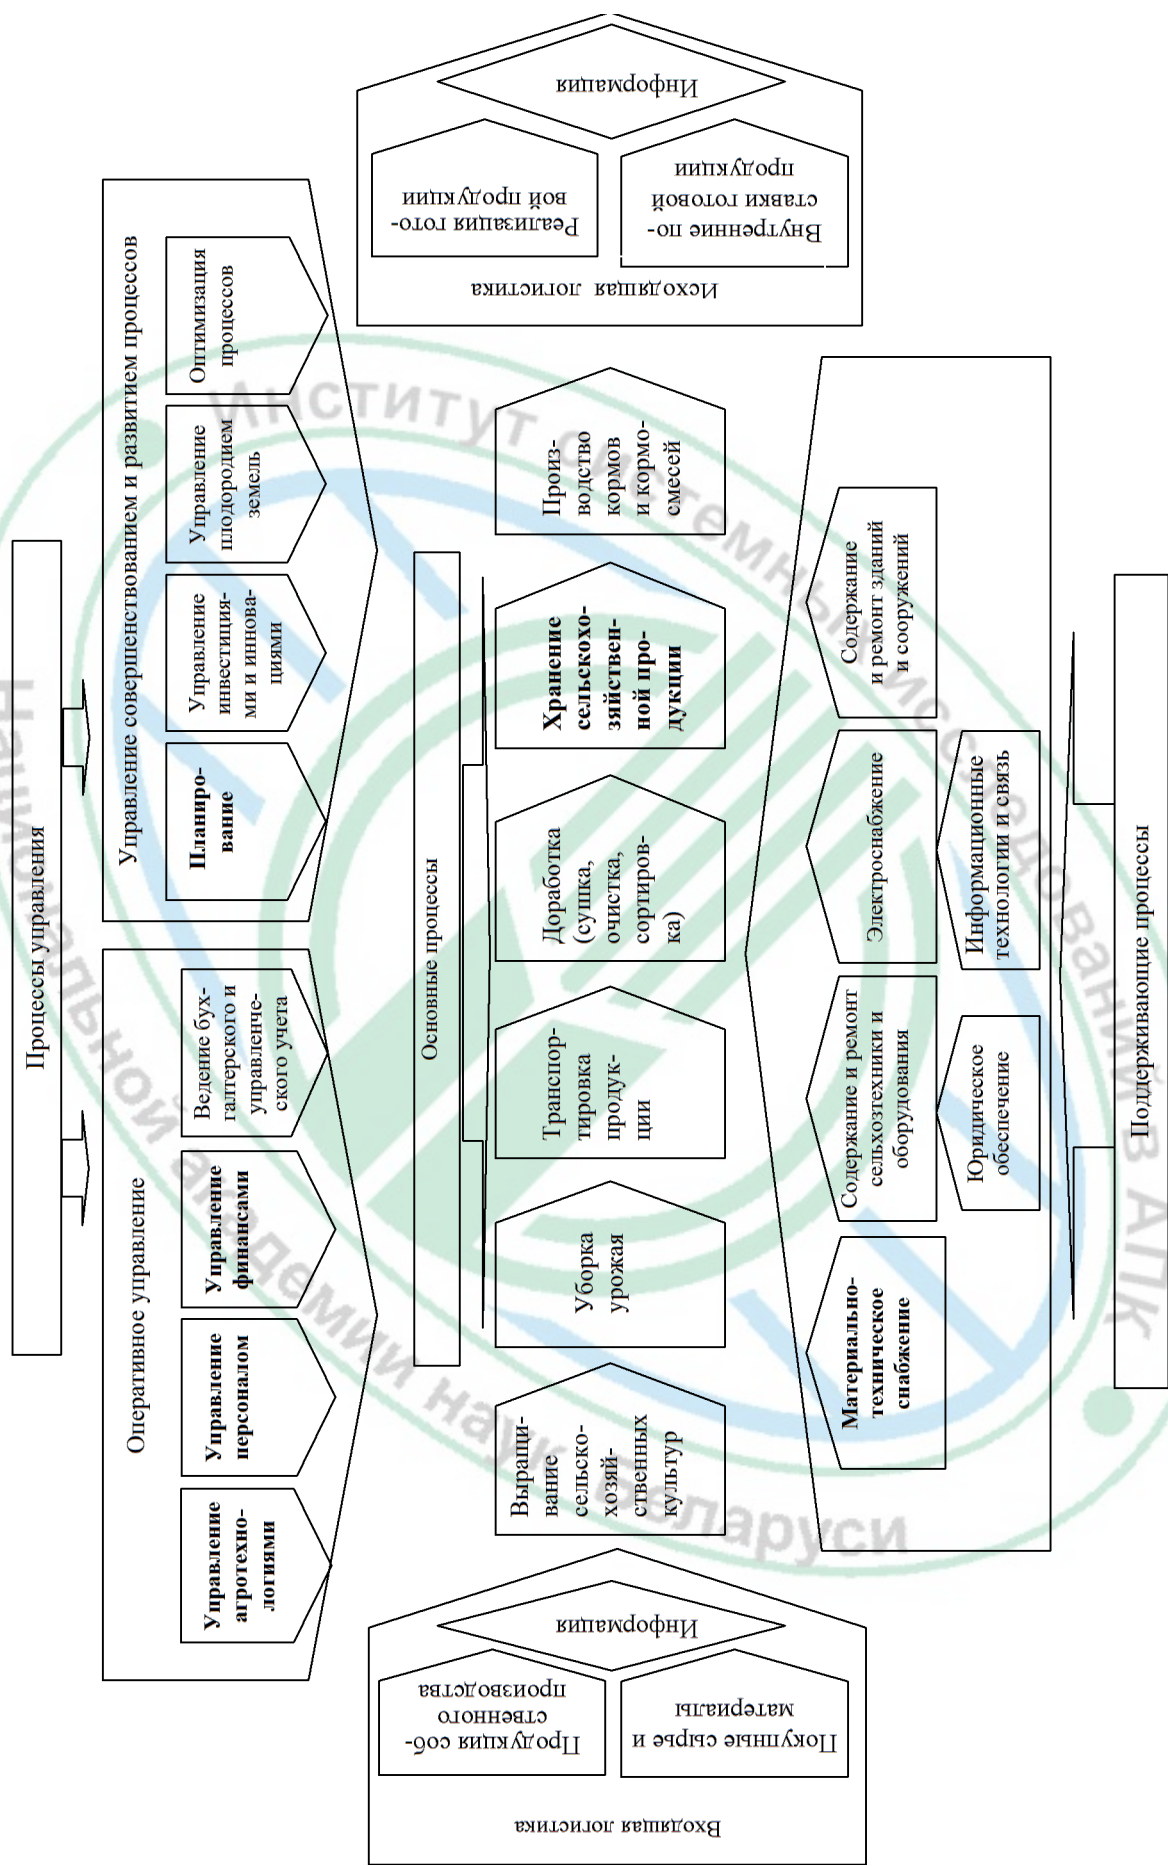 Процессы управления
Оперативное управление
Управление
агротехно-
логиями
Управление
персоналом
Управление
финансами
Ведение бух-
галтерского и
управленче-
ского учета
Управление совершенствованием и развитием процессов
Планиро-
вание
Управление
инвестиция-
ми и иннова-
циями
Управление
плодородием
земель
Оптимизация
процессов
Входящая логистика
Продукция соб-
ственного
производства
Покупные сырье и
материалы
Информация
Основные процессы
Выращи-
вание
сельско-
хозяй-
ственных
культур
Уборка
урожая
Транспор-
тировка
продук-
ции
Доработка
(сушка,
очистка,
сортиров-
ка)
Хранение
сельскохо-
зяйствен-
ной про-
дукции
Произ-
водство
кормов
и кормо-
смесей
Исходящая логистика
Реализация гото-
вой продукции
Внутренние по-
ставки готовой
продукции
Информация
Материально-
техническое
снабжение
Содержание и ремонт
сельхозтехники и
оборудования
Электроснабжение
Содержание
и ремонт зданий
и сооружений
Юридическое
обеспечение
Информационные
технологии и связь
Поддерживающие процессы
Институт системных исследований в АПК
Национальной академии наук Беларуси